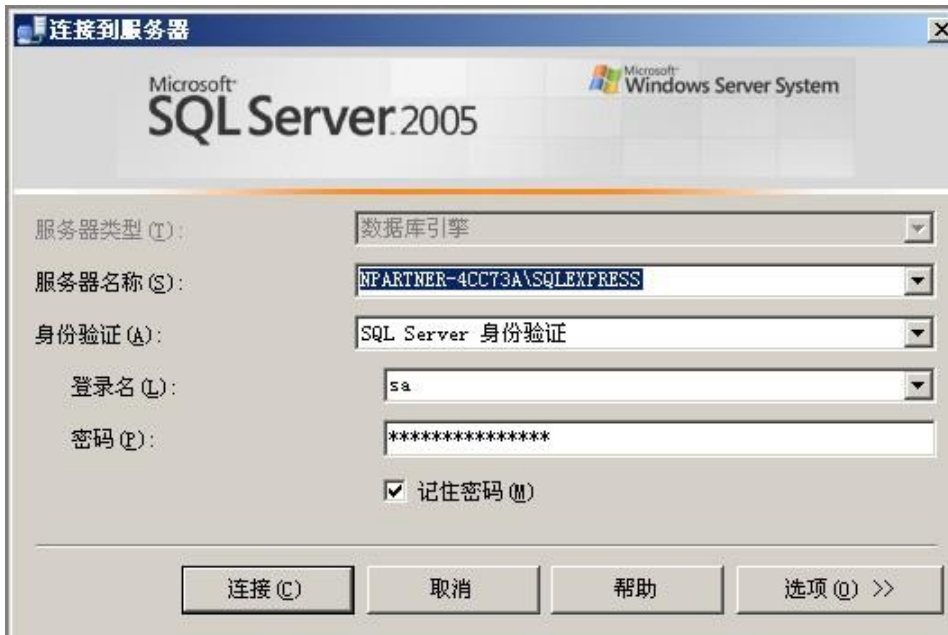 连接到服务器
Microsoft
SQL Server 2005
Microsoft
Windows Server System
服务器类型(T):
数据库引擎
服务器名称(S):
NPARTNER-4CC73A\SQLEXPRESS
身份验证(A):
SQL Server 身份验证
登录名(L):
sa
密码(P):
***************
记住密码(M)
连接(C)
取消
帮助
选项(O) >>